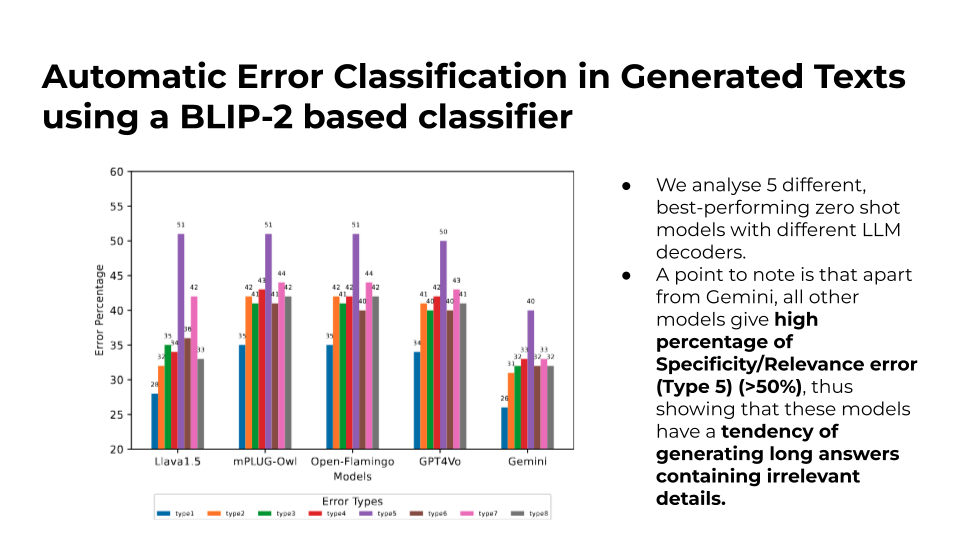 Automatic Error Classification in Generated Texts
using a BLIP-2 based classifier
60
55
50
45
40
35
30
25
20
Error Percentage
28 32 35 34 51 36 42 33
35 42 41 43 51 41 44 42
35 42 41 42 51 40 44 42
34 41 40 42 50 40 43 41
26 31 32 33 40 32 33 32
Llava1.5 mPLUG-Owl Open-Flamingo GPT4Vo Gemini
Models
Error Types
type1 type2 type3 type4 type5 type6 type7 type8
● We analyse 5 different,
best-performing zero shot
models with different LLM
decoders.
● A point to note is that apart
from Gemini, all other
models give high
percentage of
Specificity/Relevance error
(Type 5) (>50%), thus
showing that these models
have a tendency of
generating long answers
containing irrelevant
details.